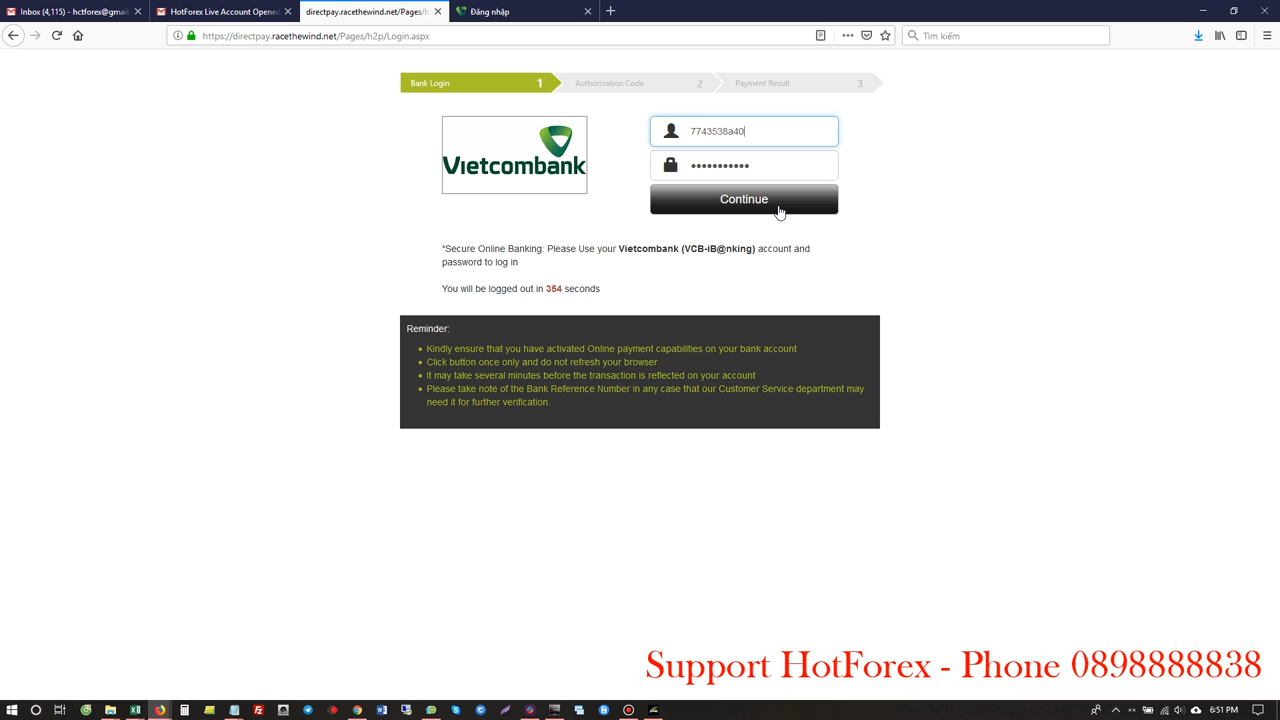 Inbox (4,115) - hctforex@gmail
HotForex Live Account Opened
directpay.racethewind.net/Pages/h
Đăng nhập
https://directpay.racethewind.net/Pages/h2p/Login.aspx
Tìm kiếm
Bank Login 1
Authorization Code 2
Payment Result 3
Vietcombank
7743538a40
Continue
*Secure Online Banking: Please Use your Vietcombank (VCB-iB@nking) account and
password to log in
You will be logged out in 354 seconds
Reminder:
Kindly ensure that you have activated Online payment capabilities on your bank account
Click button once only and do not refresh your browser
It may take several minutes before the transaction is reflected on your account
Please take note of the Bank Reference Number in any case that our Customer Service department may
need it for further verification.
Support HotForex - Phone 0898888838
6:51 PM